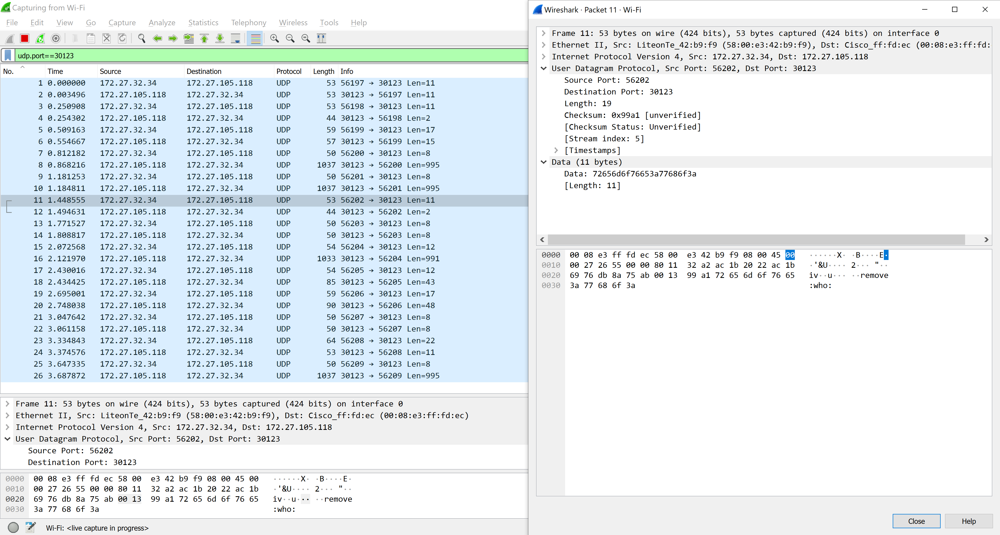 Capturing from Wi-Fi
File Edit View Go Capture Analyze Statistics Telephony Wireless Tools Help
udp.port==30123
No. Time Source Destination Protocol Length Info
1 0.000000 172.27.32.34 172.27.105.118 UDP 53 56197 → 30123 Len=11
2 0.003496 172.27.105.118 172.27.32.34 UDP 53 30123 → 56197 Len=11
3 0.250908 172.27.32.34 172.27.105.118 UDP 53 56198 → 30123 Len=11
4 0.254302 172.27.105.118 172.27.32.34 UDP 44 30123 → 56198 Len=2
5 0.509163 172.27.32.34 172.27.105.118 UDP 59 56199 → 30123 Len=17
6 0.554667 172.27.105.118 172.27.32.34 UDP 57 30123 → 56199 Len=15
7 0.812182 172.27.32.34 172.27.105.118 UDP 50 56200 → 30123 Len=8
8 0.868216 172.27.105.118 172.27.32.34 UDP 1037 30123 → 56200 Len=995
9 1.181253 172.27.32.34 172.27.105.118 UDP 50 56201 → 30123 Len=8
10 1.184811 172.27.105.118 172.27.32.34 UDP 1037 30123 → 56201 Len=995
11 1.448555 172.27.32.34 172.27.105.118 UDP 53 56202 → 30123 Len=11
12 1.494631 172.27.105.118 172.27.32.34 UDP 44 30123 → 56202 Len=2
13 1.771527 172.27.32.34 172.27.105.118 UDP 50 56203 → 30123 Len=8
14 1.808817 172.27.105.118 172.27.32.34 UDP 50 30123 → 56203 Len=8
15 2.072568 172.27.32.34 172.27.105.118 UDP 54 56204 → 30123 Len=12
16 2.121970 172.27.105.118 172.27.32.34 UDP 1033 30123 → 56204 Len=991
17 2.430016 172.27.32.34 172.27.105.118 UDP 54 56205 → 30123 Len=12
18 2.434425 172.27.105.118 172.27.32.34 UDP 85 30123 → 56205 Len=43
19 2.695001 172.27.32.34 172.27.105.118 UDP 59 56206 → 30123 Len=17
20 2.748038 172.27.105.118 172.27.32.34 UDP 90 30123 → 56206 Len=48
21 3.047642 172.27.32.34 172.27.105.118 UDP 50 56207 → 30123 Len=8
22 3.061158 172.27.105.118 172.27.32.34 UDP 50 30123 → 56207 Len=8
23 3.334843 172.27.32.34 172.27.105.118 UDP 64 56208 → 30123 Len=22
24 3.374576 172.27.105.118 172.27.32.34 UDP 53 30123 → 56208 Len=11
25 3.647335 172.27.32.34 172.27.105.118 UDP 50 56209 → 30123 Len=8
26 3.687872 172.27.105.118 172.27.32.34 UDP 1037 30123 → 56209 Len=995
Frame 11: 53 bytes on wire (424 bits), 53 bytes captured (424 bits) on interface 0
Ethernet II, Src: LiteonTe_42:b9:f9 (58:00:e3:42:b9:f9), Dst: Cisco_ff:fd:ec (00:08:e3:ff:fd:ec)
Internet Protocol Version 4, Src: 172.27.32.34, Dst: 172.27.105.118
User Datagram Protocol, Src Port: 56202, Dst Port: 30123
Source Port: 56202
Destination Port: 30123
0000 00 08 e3 ff fd ec 58 00 e3 42 b9 f9 08 00 45 00 ······X· ·B····E·
0010 00 27 26 55 00 00 80 11 32 a2 ac 1b 20 22 ac 1b ·'&U···· 2··· "··
0020 69 76 db 8a 75 ab 00 13 99 a1 72 65 6d 6f 76 65 iv··u··· ··remove
0030 3a 77 68 6f 3a :who:
Wi-Fi: <live capture in progress>
Wireshark · Packet 11 · Wi-Fi
Frame 11: 53 bytes on wire (424 bits), 53 bytes captured (424 bits) on interface 0
Ethernet II, Src: LiteonTe_42:b9:f9 (58:00:e3:42:b9:f9), Dst: Cisco_ff:fd:ec (00:08:e3:ff:fd:
Internet Protocol Version 4, Src: 172.27.32.34, Dst: 172.27.105.118
User Datagram Protocol, Src Port: 56202, Dst Port: 30123
Source Port: 56202
Destination Port: 30123
Length: 19
Checksum: 0x99a1 [unverified]
[Checksum Status: Unverified]
[Stream index: 5]
[Timestamps]
Data (11 bytes)
Data: 72656d6f76653a77686f3a
[Length: 11]
0000 00 08 e3 ff fd ec 58 00 e3 42 b9 f9 08 00 45 00 ······X· ·B····E·
0010 00 27 26 55 00 00 80 11 32 a2 ac 1b 20 22 ac 1b ·'&U···· 2··· "··
0020 69 76 db 8a 75 ab 00 13 99 a1 72 65 6d 6f 76 65 iv··u··· ··remove
0030 3a 77 68 6f 3a :who:
Close Help